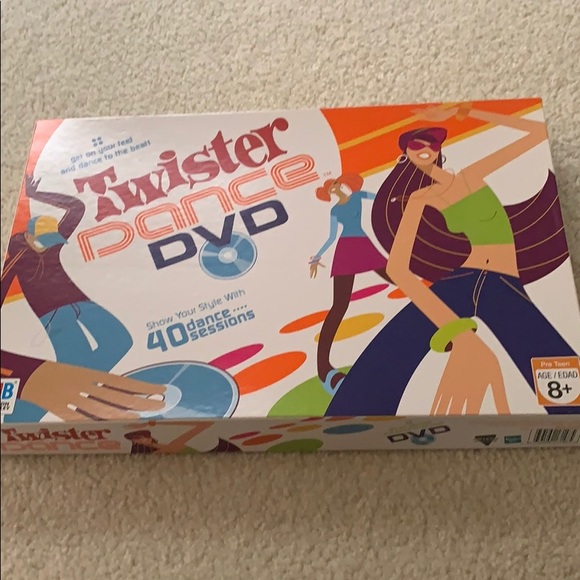 get on your feet
and dance to the beat!
Twister
Dance™
DVD
Show Your Style With
40 dance....
sessions
Pre Teen
AGE / EDAD
8+
Twister
Dance
DVD